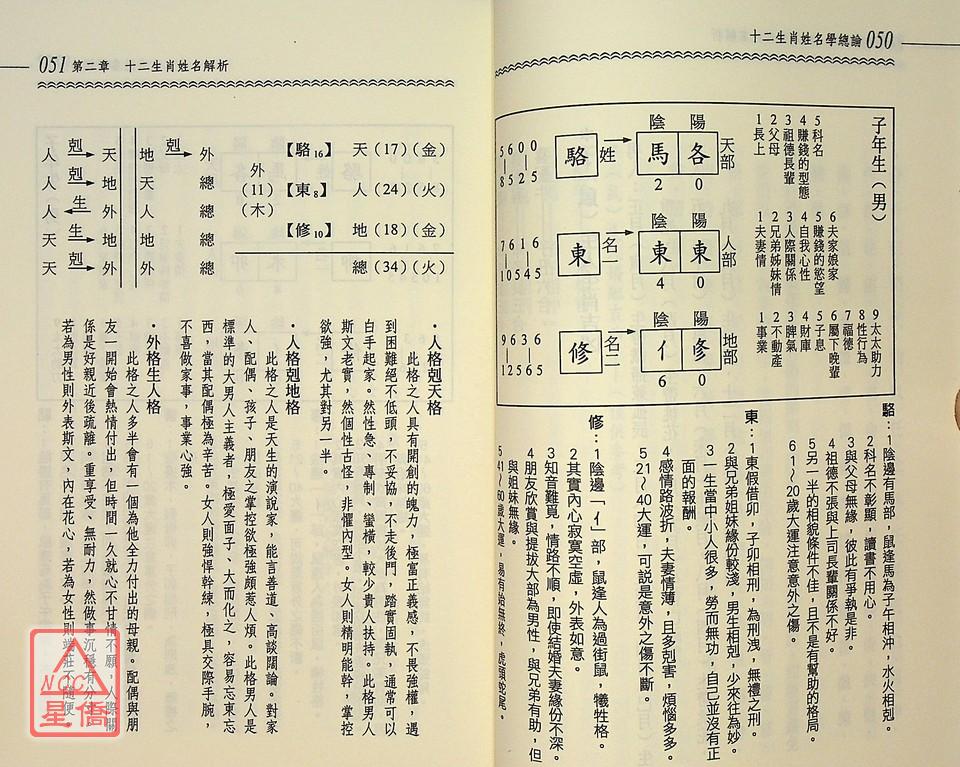 十二生肖姓名學總論 050
子年生（男）
5科名
4賺錢的型態
3祖德長輩
2父母
1長上
6夫家娘家
5賺錢的慾望
4自我心性
3人際關係
2兄弟姊妹情
1夫妻情
9太太助力
8性行為
7福德
6屬下晚輩
5子息
4財庫
3脾氣
2不動產
1事業
陰 陽
駱 姓 馬 各 天部
2 0
5600
8525
陰 陽
東 名一 東 東 人部
4 0
7616
10545
陰 陽
修 名二 亻 㣊 地部
6 0
9636
12565
駱：1陰邊有馬部，鼠逢馬為子午相沖，水火相剋。
2科名不彰顯，讀書不用心。
3與父母無緣，彼此有爭執是非。
4祖德不張與上司長輩關係不好。
5另一半的相貌條件不佳，且不是有幫助的格局。
6 1～20歲大運注意意外之傷。
東：1東假借卯，子卯相刑，為刑洩，無禮之刑。
2與兄弟姐妹緣份較淺，男生相剋，少來往為妙。
3一生當中小人很多，勞而無功，自己並沒有正
面的報酬。
4感情路波折，夫妻情薄，且多剋害，煩惱多多。
5 21～40大運，可說是意外之傷不斷。
修：1陰邊「亻」部，鼠逢人為過街鼠，犧牲格。
2其實內心寂寞空虛，外表如意。
3知音難覓，情路不順，即使結婚夫妻緣份不深。
4朋友欣賞與提拔大部為男性，與兄弟有助，但
與姐妹無緣。
5 41～60歲大運，易有始無終，虎頭蛇尾。
051 第二章 十二生肖姓名解析
【駱16】 天（17）（金）
外（11）（木）
【東8】 人（24）（火）
【修10】 地（18）（金）
總（34）（火）
人 剋→ 天 地 剋→ 外
人 剋→ 地 天 總
人 生← 外 人 總
天 生→ 地 地 總
天 剋→ 外 外 總
・人格剋天格
此格之人具有開創的魄力，極富正義感，不畏強權，遇
到困難絕不低頭，不妥協，不走後門，踏實固執，通常可以
白手起家。然性急、專制、蠻橫，較少貴人扶持。此格男人
斯文老實，然個性古怪，非懼內型。女人則精明能幹，掌控
欲強，尤其對另一半。
・人格剋地格
此格之人是天生的演說家，能言善道、高談闊論。對家
人、配偶、孩子、朋友之掌控欲極強頗惹人煩。此格男人是
標準的大男人主義者，極愛面子、大而化之，容易忘東忘
西，當其配偶極為辛苦。女人則強悍幹練，極具交際手腕，
不喜做家事，事業心強。
・外格生人格
此格之人多半會有一個為他全力付出的母親。配偶與朋
友一開始會熱情付出，但時間一久就心不甘情不願，人際關
係是好親近後疏離。重享受、無耐力，然做事沉穩有分寸。
若為男性則外表斯文，內在花心，若為女性則端莊不隨便。
NCC
星僑